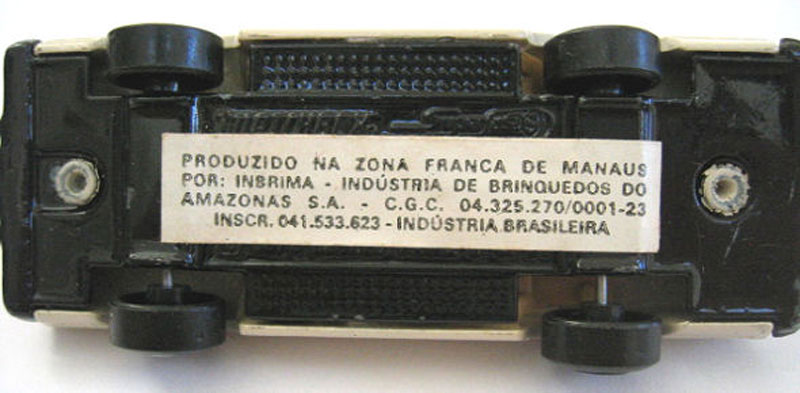 PRODUZIDO NA ZONA FRANCA DE MANAUS
POR: INBRIMA - INDÚSTRIA DE BRINQUEDOS DO
AMAZONAS S.A. - C.G.C. 04.325.270/0001-23
INSCR. 041.533.623 - INDÚSTRIA BRASILEIRA